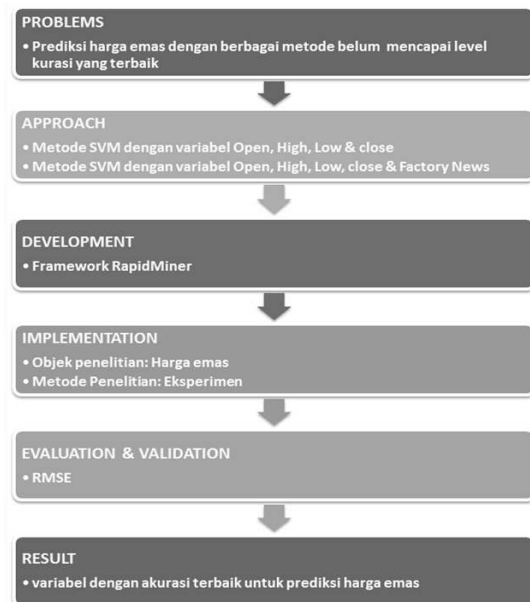 PROBLEMS
• Prediksi harga emas dengan berbagai metode belum mencapai level
kurasi yang terbaik
APPROACH
• Metode SVM dengan variabel Open, High, Low & close
• Metode SVM dengan variabel Open, High, Low, close & Factory News
DEVELOPMENT
• Framework RapidMiner
IMPLEMENTATION
• Objek penelitian: Harga emas
• Metode Penelitian: Eksperimen
EVALUATION & VALIDATION
• RMSE
RESULT
• variabel dengan akurasi terbaik untuk prediksi harga emas